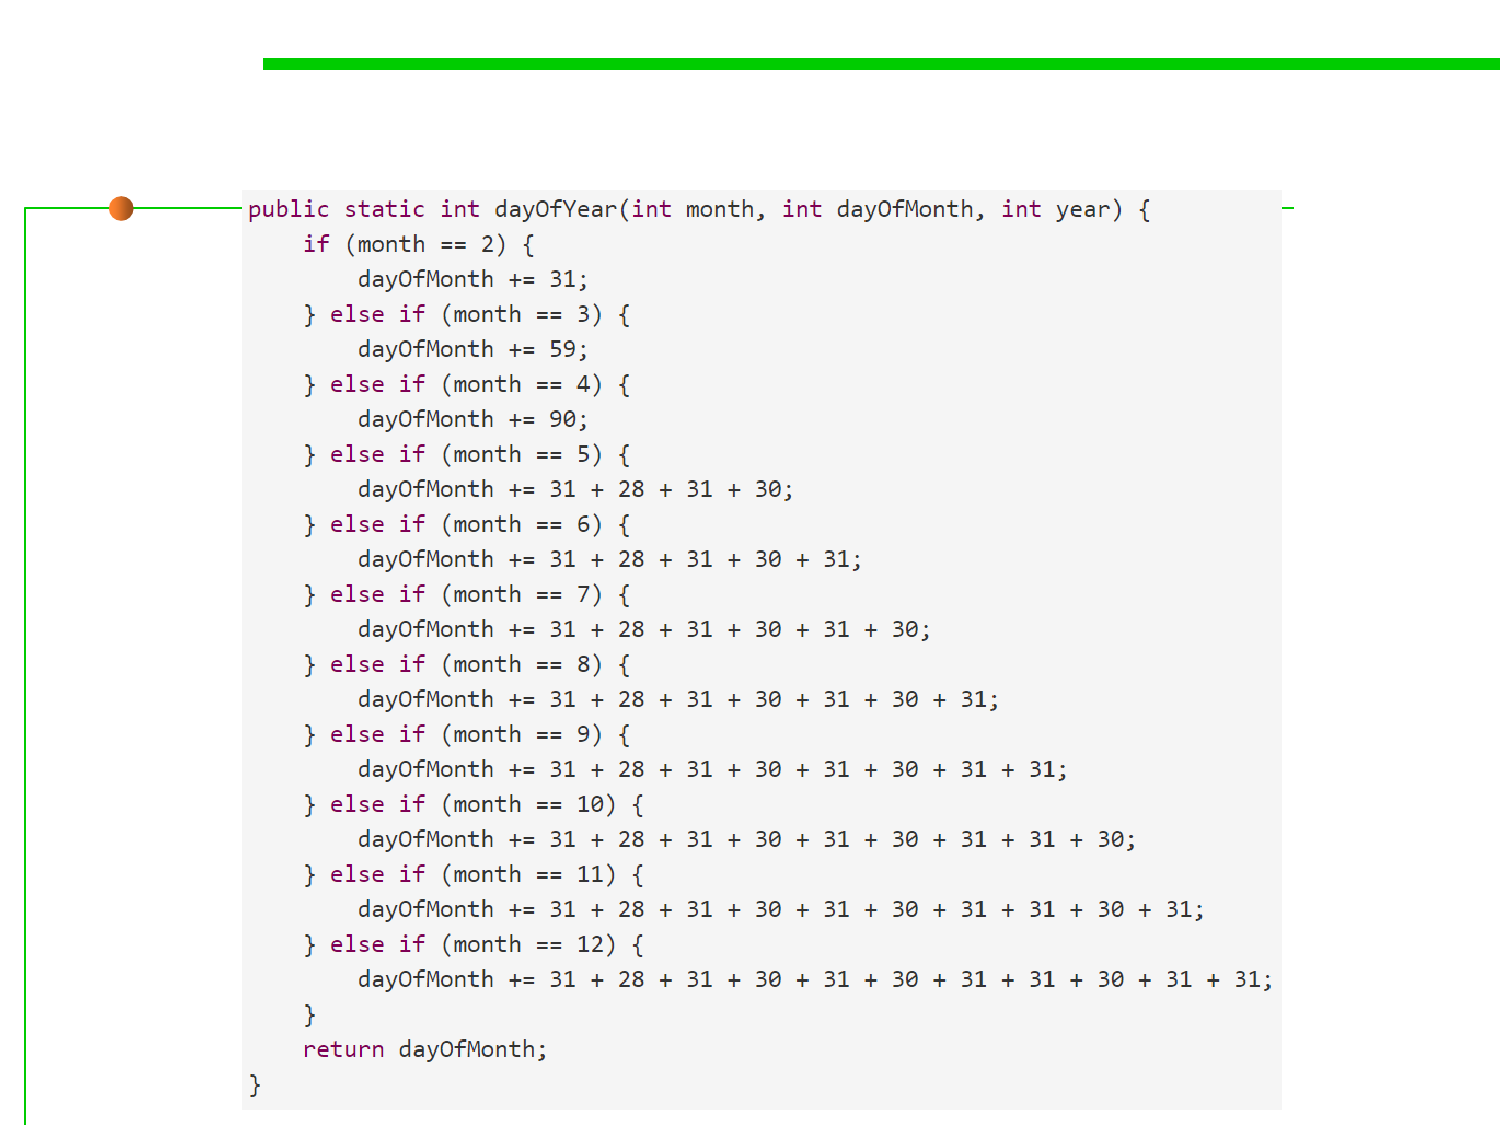 public static int dayOfYear(int month, int dayOfMonth, int year) {
    if (month == 2) {
        dayOfMonth += 31;
    } else if (month == 3) {
        dayOfMonth += 59;
    } else if (month == 4) {
        dayOfMonth += 90;
    } else if (month == 5) {
        dayOfMonth += 31 + 28 + 31 + 30;
    } else if (month == 6) {
        dayOfMonth += 31 + 28 + 31 + 30 + 31;
    } else if (month == 7) {
        dayOfMonth += 31 + 28 + 31 + 30 + 31 + 30;
    } else if (month == 8) {
        dayOfMonth += 31 + 28 + 31 + 30 + 31 + 30 + 31;
    } else if (month == 9) {
        dayOfMonth += 31 + 28 + 31 + 30 + 31 + 30 + 31 + 31;
    } else if (month == 10) {
        dayOfMonth += 31 + 28 + 31 + 30 + 31 + 30 + 31 + 31 + 30;
    } else if (month == 11) {
        dayOfMonth += 31 + 28 + 31 + 30 + 31 + 30 + 31 + 31 + 30 + 31;
    } else if (month == 12) {
        dayOfMonth += 31 + 28 + 31 + 30 + 31 + 30 + 31 + 31 + 30 + 31 + 31;
    }
    return dayOfMonth;
}